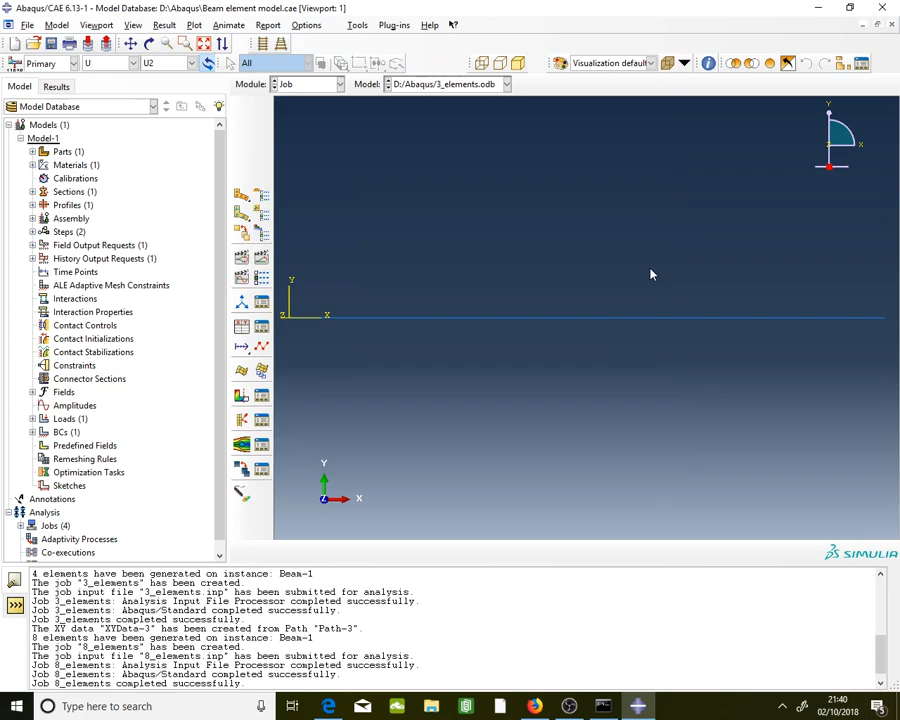 Abaqus/CAE 6.13-1 - Model Database: D:\Abaqus\Beam element model.cae [Viewport: 1]
File Model Viewport View Result Plot Animate Report Options Tools Plug-ins Help
Primary U U2 All Visualization defaul
Model Results Module: Job Model: D:/Abaqus/3_elements.odb
Model Database
Models (1)
Model-1
Parts (1)
Materials (1)
Calibrations
Sections (1)
Profiles (1)
Assembly
Steps (2)
Field Output Requests (1)
History Output Requests (1)
Time Points
ALE Adaptive Mesh Constraints
Interactions
Interaction Properties
Contact Controls
Contact Initializations
Contact Stabilizations
Constraints
Connector Sections
Fields
Amplitudes
Loads (1)
BCs (1)
Predefined Fields
Remeshing Rules
Optimization Tasks
Sketches
Annotations
Analysis
Jobs (4)
Adaptivity Processes
Co-executions
Y
X
Z
Y
Z X
Y
Z X
SIMULIA
4 elements have been generated on instance: Beam-1
The job "3_elements" has been created.
The job input file "3_elements.inp" has been submitted for analysis.
Job 3_elements: Analysis Input File Processor completed successfully.
Job 3_elements: Abaqus/Standard completed successfully.
Job 3_elements completed successfully.
The XY data "XYData-3" has been created from Path "Path-3".
8 elements have been generated on instance: Beam-1
The job "8_elements" has been created.
The job input file "8_elements.inp" has been submitted for analysis.
Job 8_elements: Analysis Input File Processor completed successfully.
Job 8_elements: Abaqus/Standard completed successfully.
Job 8_elements completed successfully.
Type here to search
21:40
02/10/2018
5